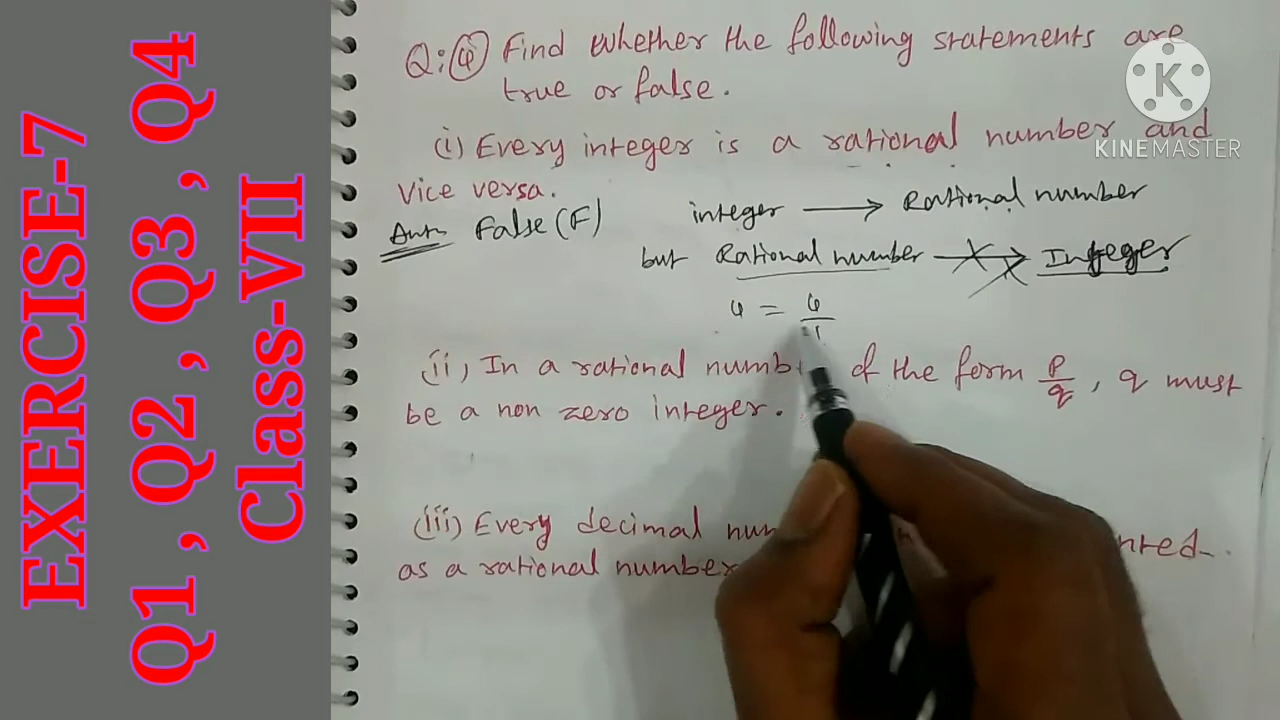 EXERCISE-7
Q1 , Q2 , Q3 , Q4
Class-VII
Q:④ Find whether the following statements are
true or false.
(i) Every integer is a rational number and
vice versa.
Ans False (F) integer → Rational number
but Rational number → Integer
4 = 4/1
(ii) In a rational of the form p/q, q must
be a non zero integer.
(iii) Every decimal
as a rational number
K
KINEMASTER